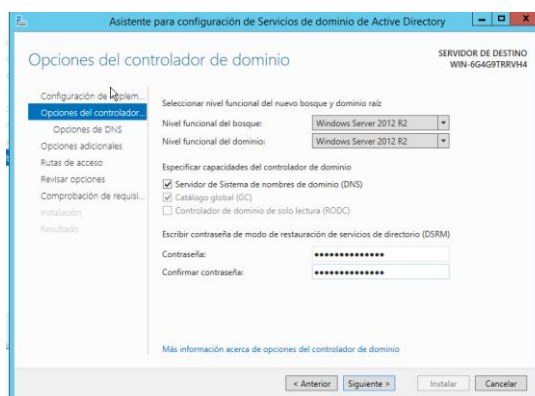 Asistente para configuración de Servicios de dominio de Active Directory
Opciones del controlador de dominio
SERVIDOR DE DESTINO
WIN-6G4G9TRRVH4
Configuración de implem...
Opciones del controlador...
Opciones de DNS
Opciones adicionales
Rutas de acceso
Revisar opciones
Comprobación de requisi...
Instalación
Resultado
Seleccionar nivel funcional del nuevo bosque y dominio raíz
Nivel funcional del bosque: Windows Server 2012 R2
Nivel funcional del dominio: Windows Server 2012 R2
Especificar capacidades del controlador de dominio
Servidor de Sistema de nombres de dominio (DNS)
Catálogo global (GC)
Controlador de dominio de solo lectura (RODC)
Escribir contraseña de modo de restauración de servicios de directorio (DSRM)
Contraseña: ••••••••••••••
Confirmar contraseña: ••••••••••••••
Más información acerca de opciones del controlador de dominio
< Anterior Siguiente > Instalar Cancelar